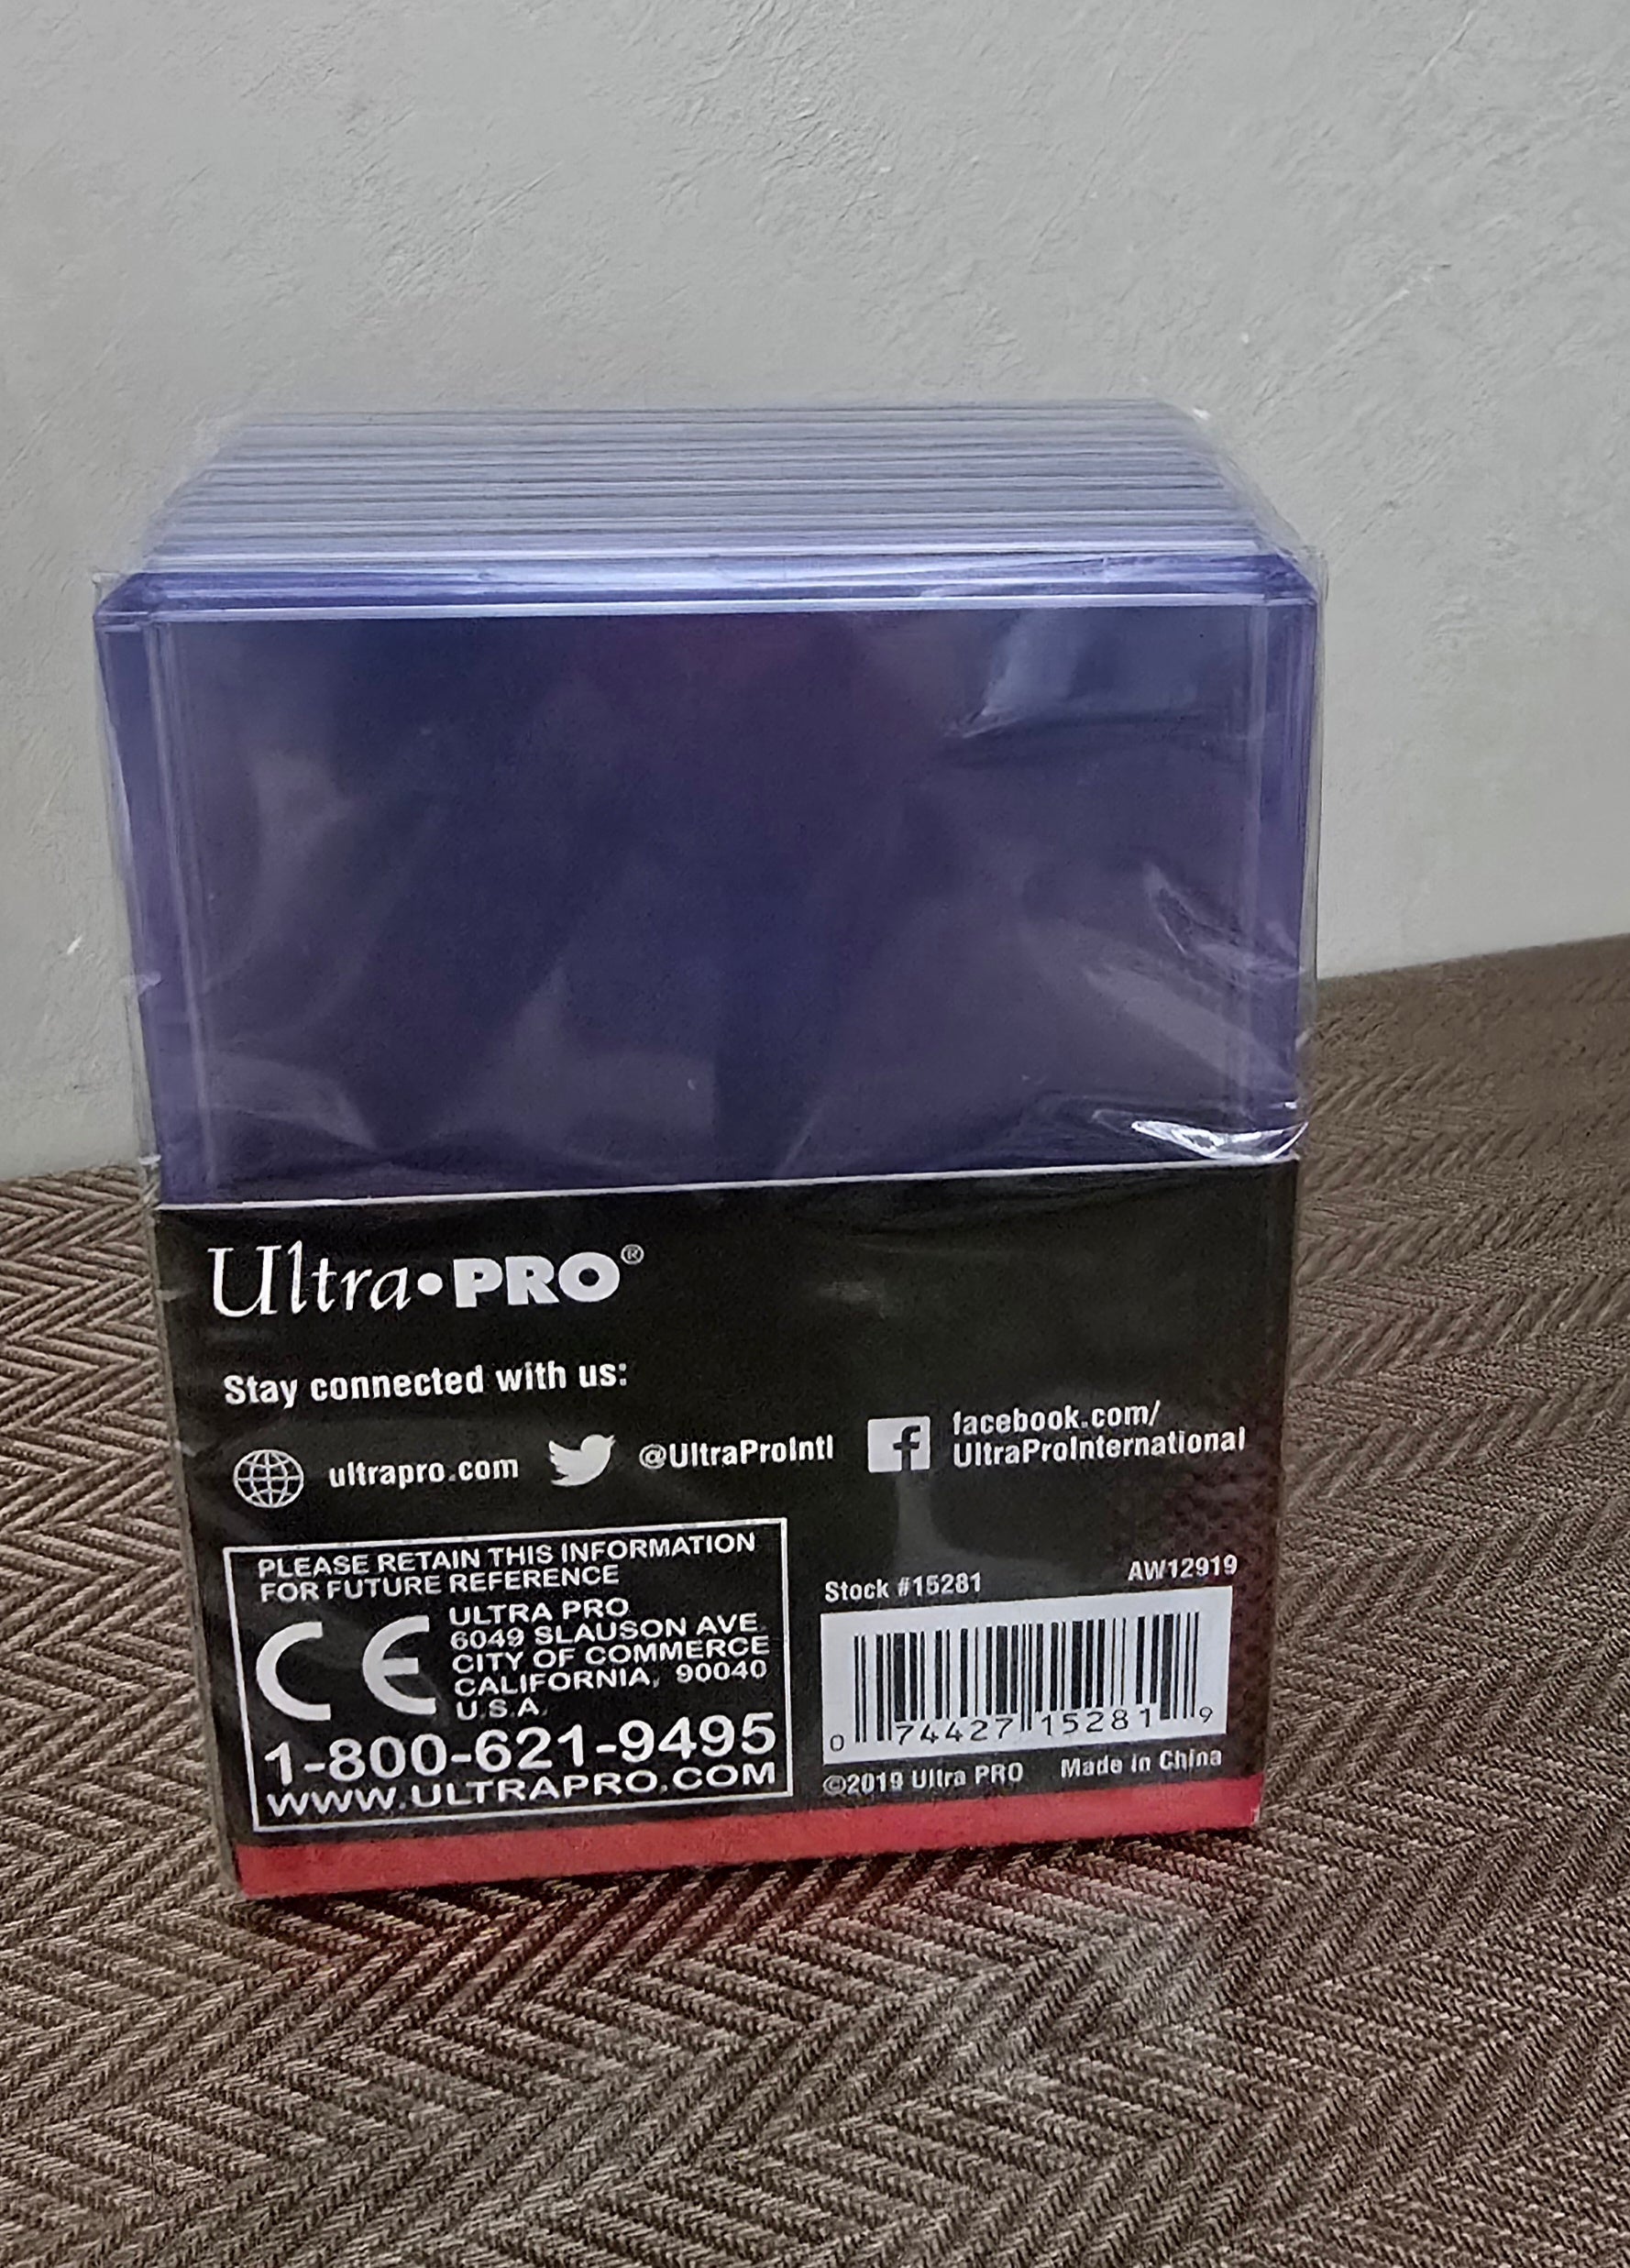 Ultra•PRO®
Stay connected with us:
ultrapro.com
@UltraProIntl
facebook.com/
UltraProInternational
PLEASE RETAIN THIS INFORMATION
FOR FUTURE REFERENCE
CE
ULTRA PRO
6049 SLAUSON AVE.
CITY OF COMMERCE
CALIFORNIA, 90040
U.S.A.
1-800-621-9495
WWW.ULTRAPRO.COM
Stock #15281
AW12919
0 74427 15281 9
©2019 Ultra PRO
Made in China